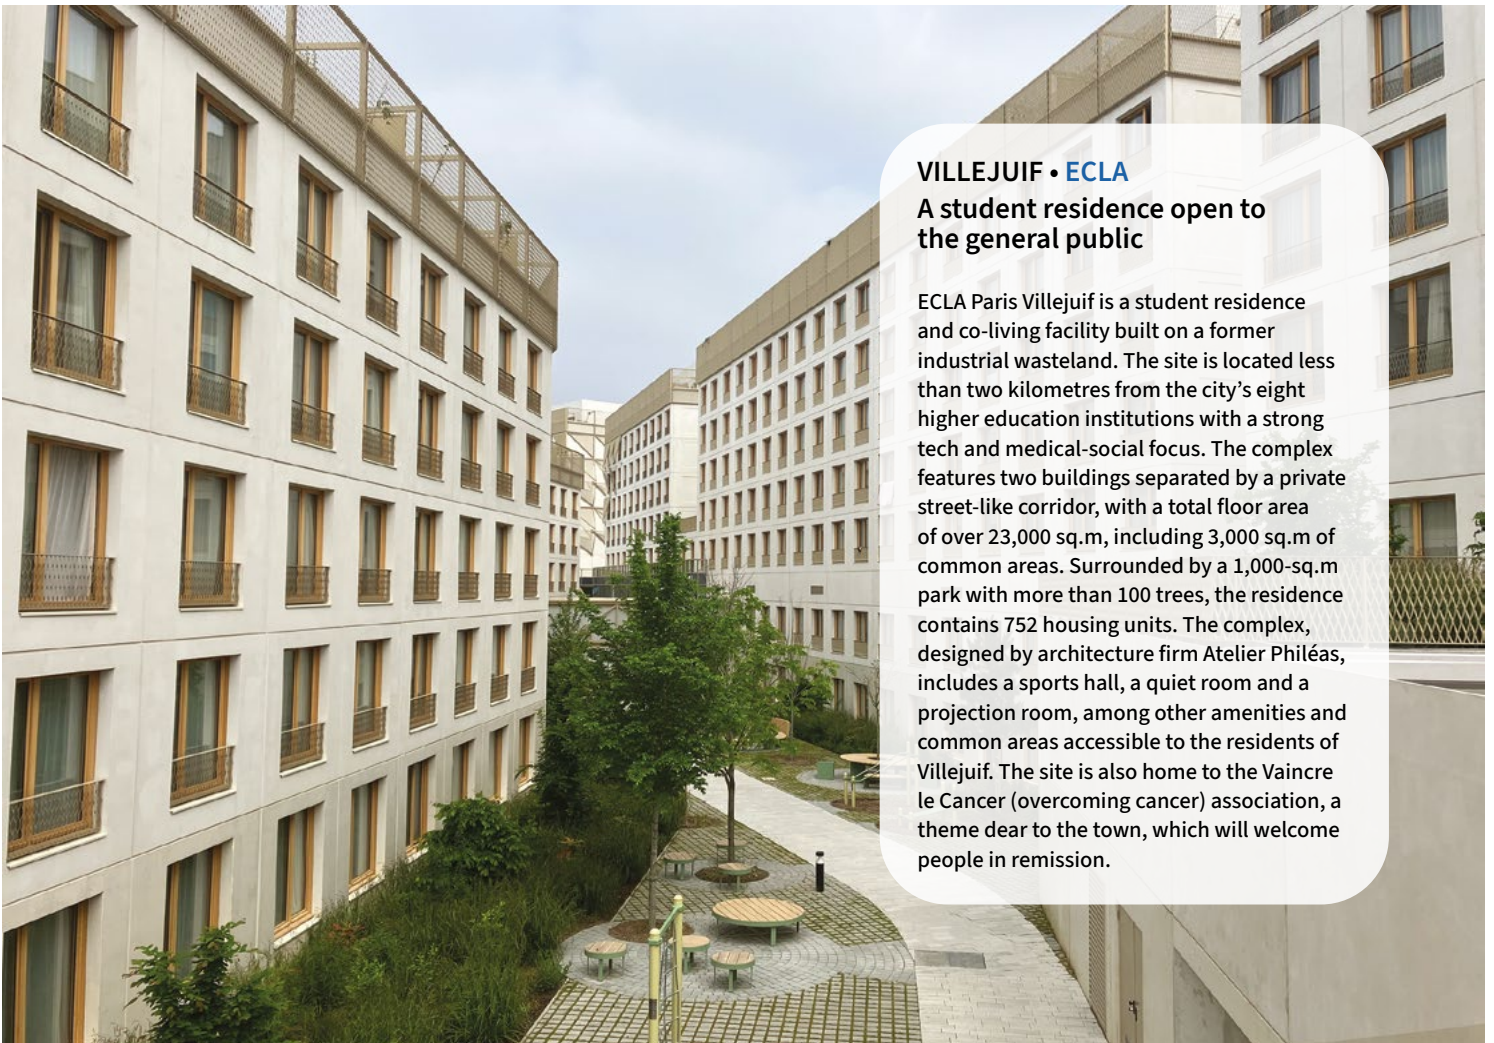 VILLEJUIF • ECLA
A student residence open to
the general public
ECLA Paris Villejuif is a student residence
and co-living facility built on a former
industrial wasteland. The site is located less
than two kilometres from the city’s eight
higher education institutions with a strong
tech and medical-social focus. The complex
features two buildings separated by a private
street-like corridor, with a total floor area
of over 23,000 sq.m, including 3,000 sq.m of
common areas. Surrounded by a 1,000-sq.m
park with more than 100 trees, the residence
contains 752 housing units. The complex,
designed by architecture firm Atelier Philéas,
includes a sports hall, a quiet room and a
projection room, among other amenities and
common areas accessible to the residents of
Villejuif. The site is also home to the Vaincre
le Cancer (overcoming cancer) association, a
theme dear to the town, which will welcome
people in remission.